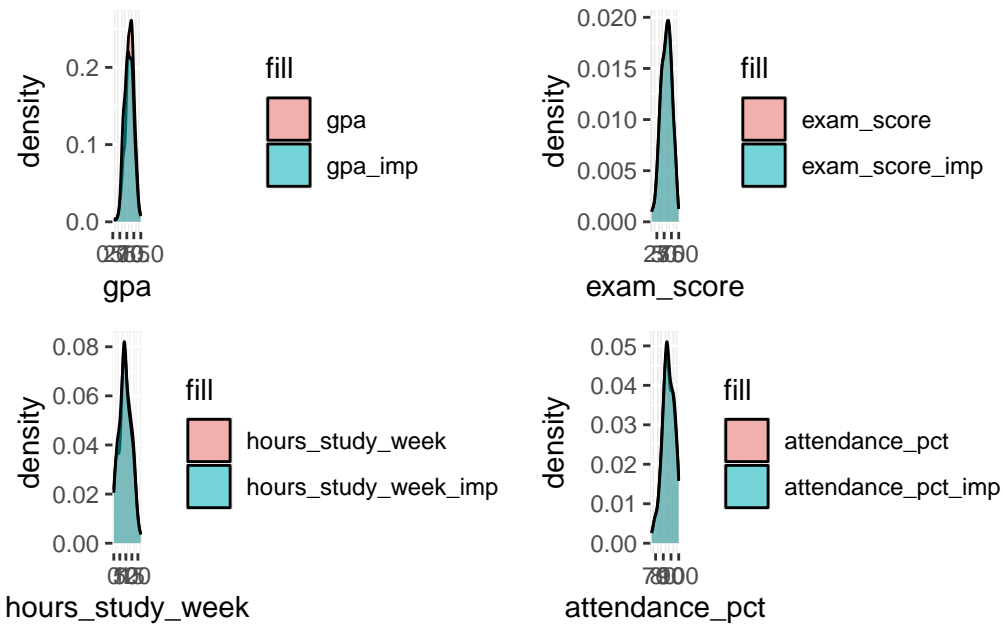 density
0.2
0.1
0.0
gpa
fill
gpa
gpa_imp
density
0.020
0.015
0.010
0.005
0.000
exam_score
fill
exam_score
exam_score_imp
density
0.08
0.06
0.04
0.02
0.00
hours_study_week
fill
hours_study_week
hours_study_week_imp
density
0.05
0.04
0.03
0.02
0.01
0.00
attendance_pct
fill
attendance_pct
attendance_pct_imp